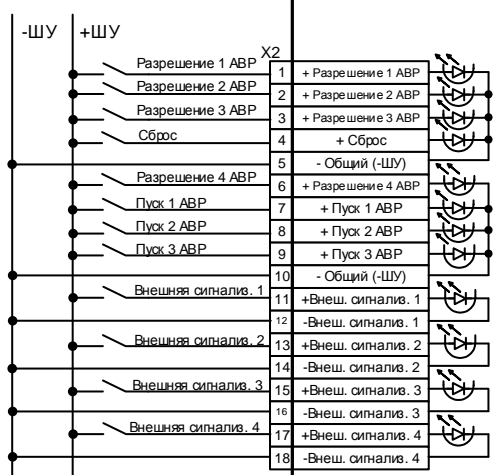 -ШУ +ШУ
X2
Разрешение 1 АВР 1 + Разрешение 1 АВР
Разрешение 2 АВР 2 + Разрешение 2 АВР
Разрешение 3 АВР 3 + Разрешение 3 АВР
Сброс 4 + Сброс
5 - Общий (-ШУ)
Разрешение 4 АВР 6 + Разрешение 4 АВР
Пуск 1 АВР 7 + Пуск 1 АВР
Пуск 2 АВР 8 + Пуск 2 АВР
Пуск 3 АВР 9 + Пуск 3 АВР
10 - Общий (-ШУ)
Внешняя сигнализ. 1 11 +Внеш. сигнализ. 1
12 -Внеш. сигнализ. 1
Внешняя сигнализ. 2 13 +Внеш. сигнализ. 2
14 -Внеш. сигнализ. 2
Внешняя сигнализ. 3 15 +Внеш. сигнализ. 3
16 -Внеш. сигнализ. 3
Внешняя сигнализ. 4 17 +Внеш. сигнализ. 4
18 -Внеш. сигнализ. 4